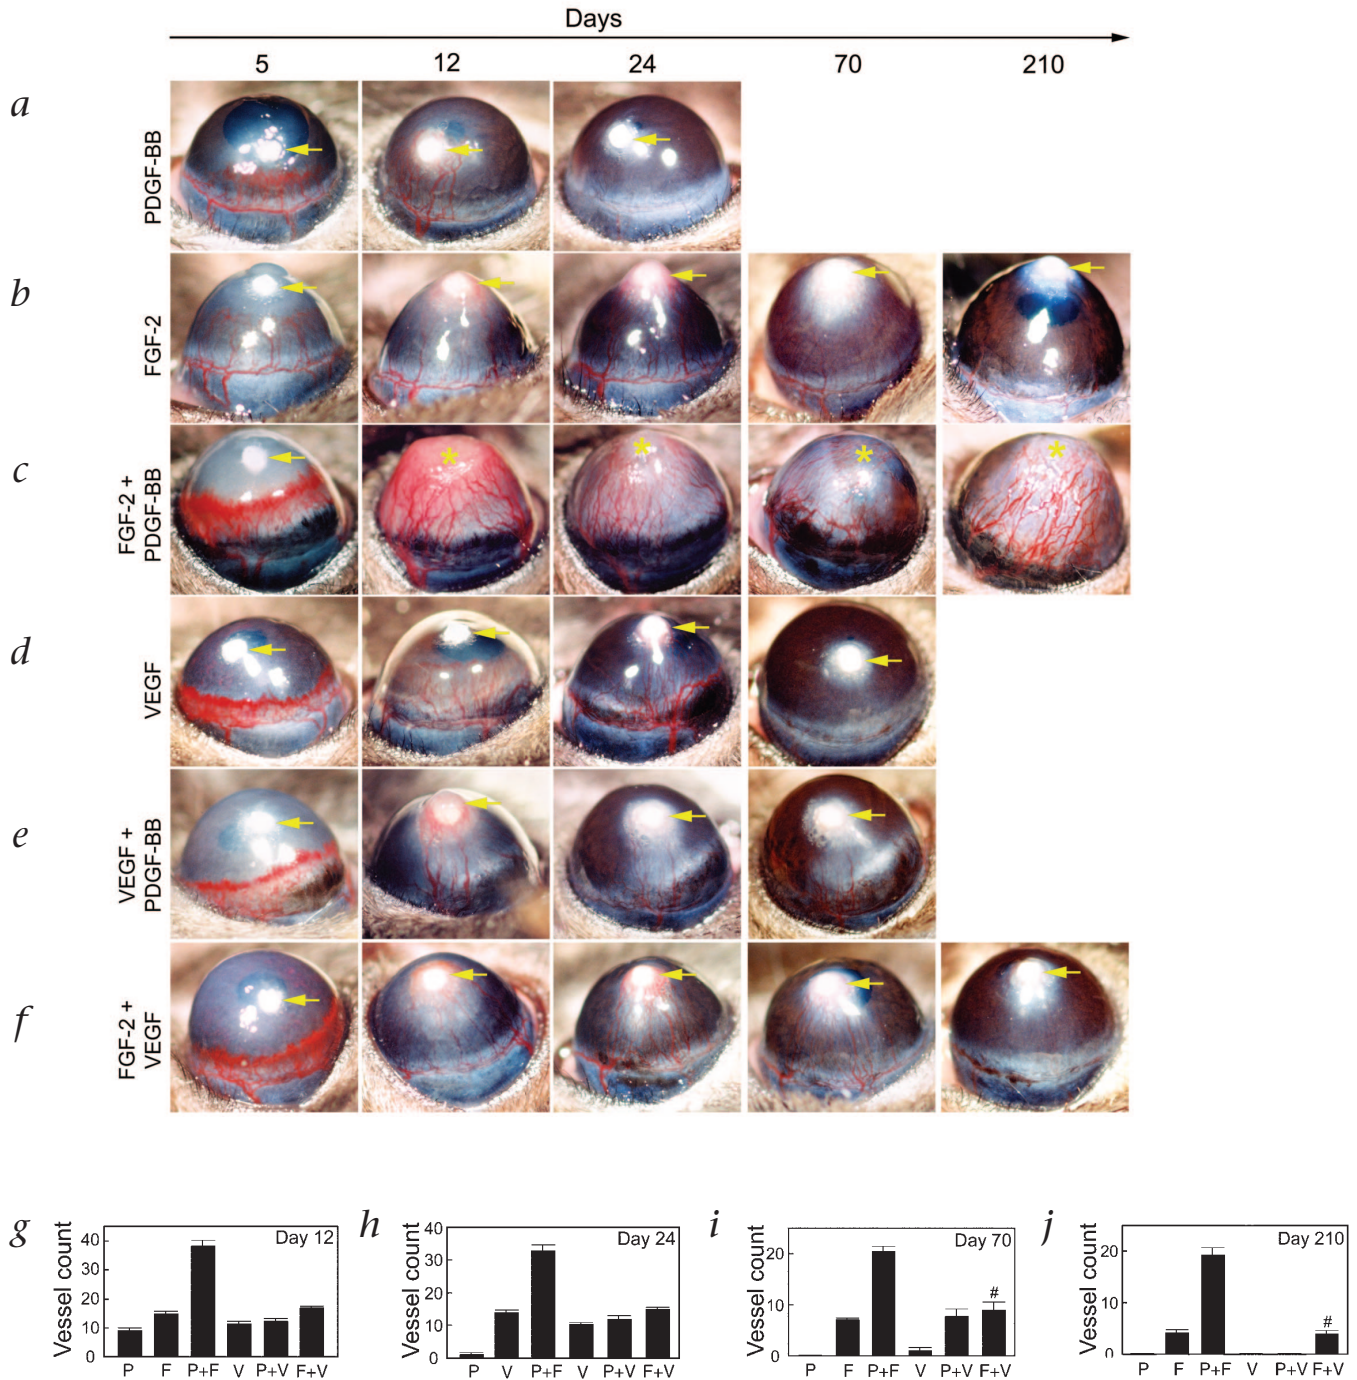 Days
5 12 24 70 210
a
PDGF-BB
b
FGF-2
*
*
*
*
c
FGF-2 +
PDGF-BB
d
VEGF
e
VEGF +
PDGF-BB
f
FGF-2 +
VEGF
g
Vessel count
40
30
20
10
0
Day 12
P F P+F V P+V F+V
h
Vessel count
40
30
20
10
0
Day 24
P V P+F V P+V F+V
i
Vessel count
20
10
0
Day 70
#
P F P+F V P+V F+V
j
Vessel count
20
10
0
Day 210
#
P F P+F V P+V F+V